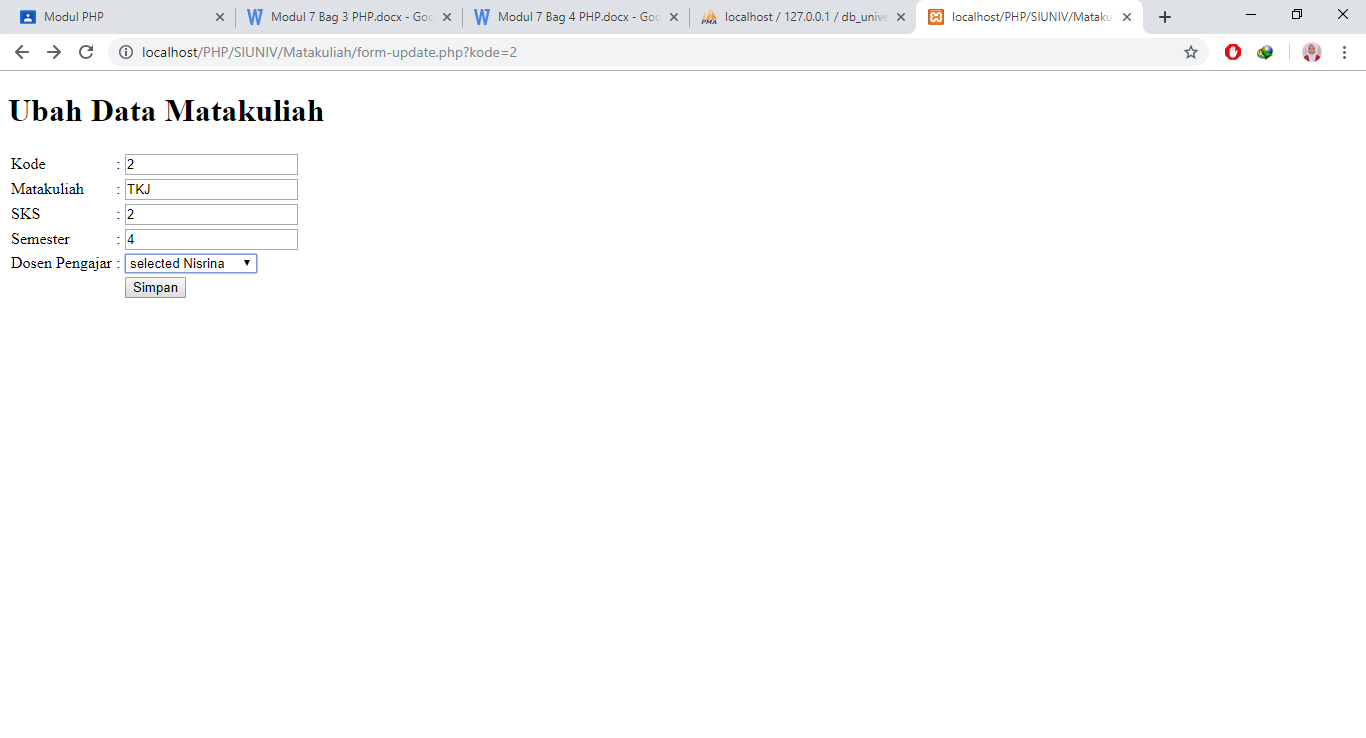 Modul PHP
Modul 7 Bag 3 PHP.docx - Goo
Modul 7 Bag 4 PHP.docx - Goo
localhost / 127.0.0.1 / db_unive
localhost/PHP/SIUNIV/Mataku
localhost/PHP/SIUNIV/Matakuliah/form-update.php?kode=2
Ubah Data Matakuliah
Kode : 2
Matakuliah : TKJ
SKS : 2
Semester : 4
Dosen Pengajar : selected Nisrina
Simpan